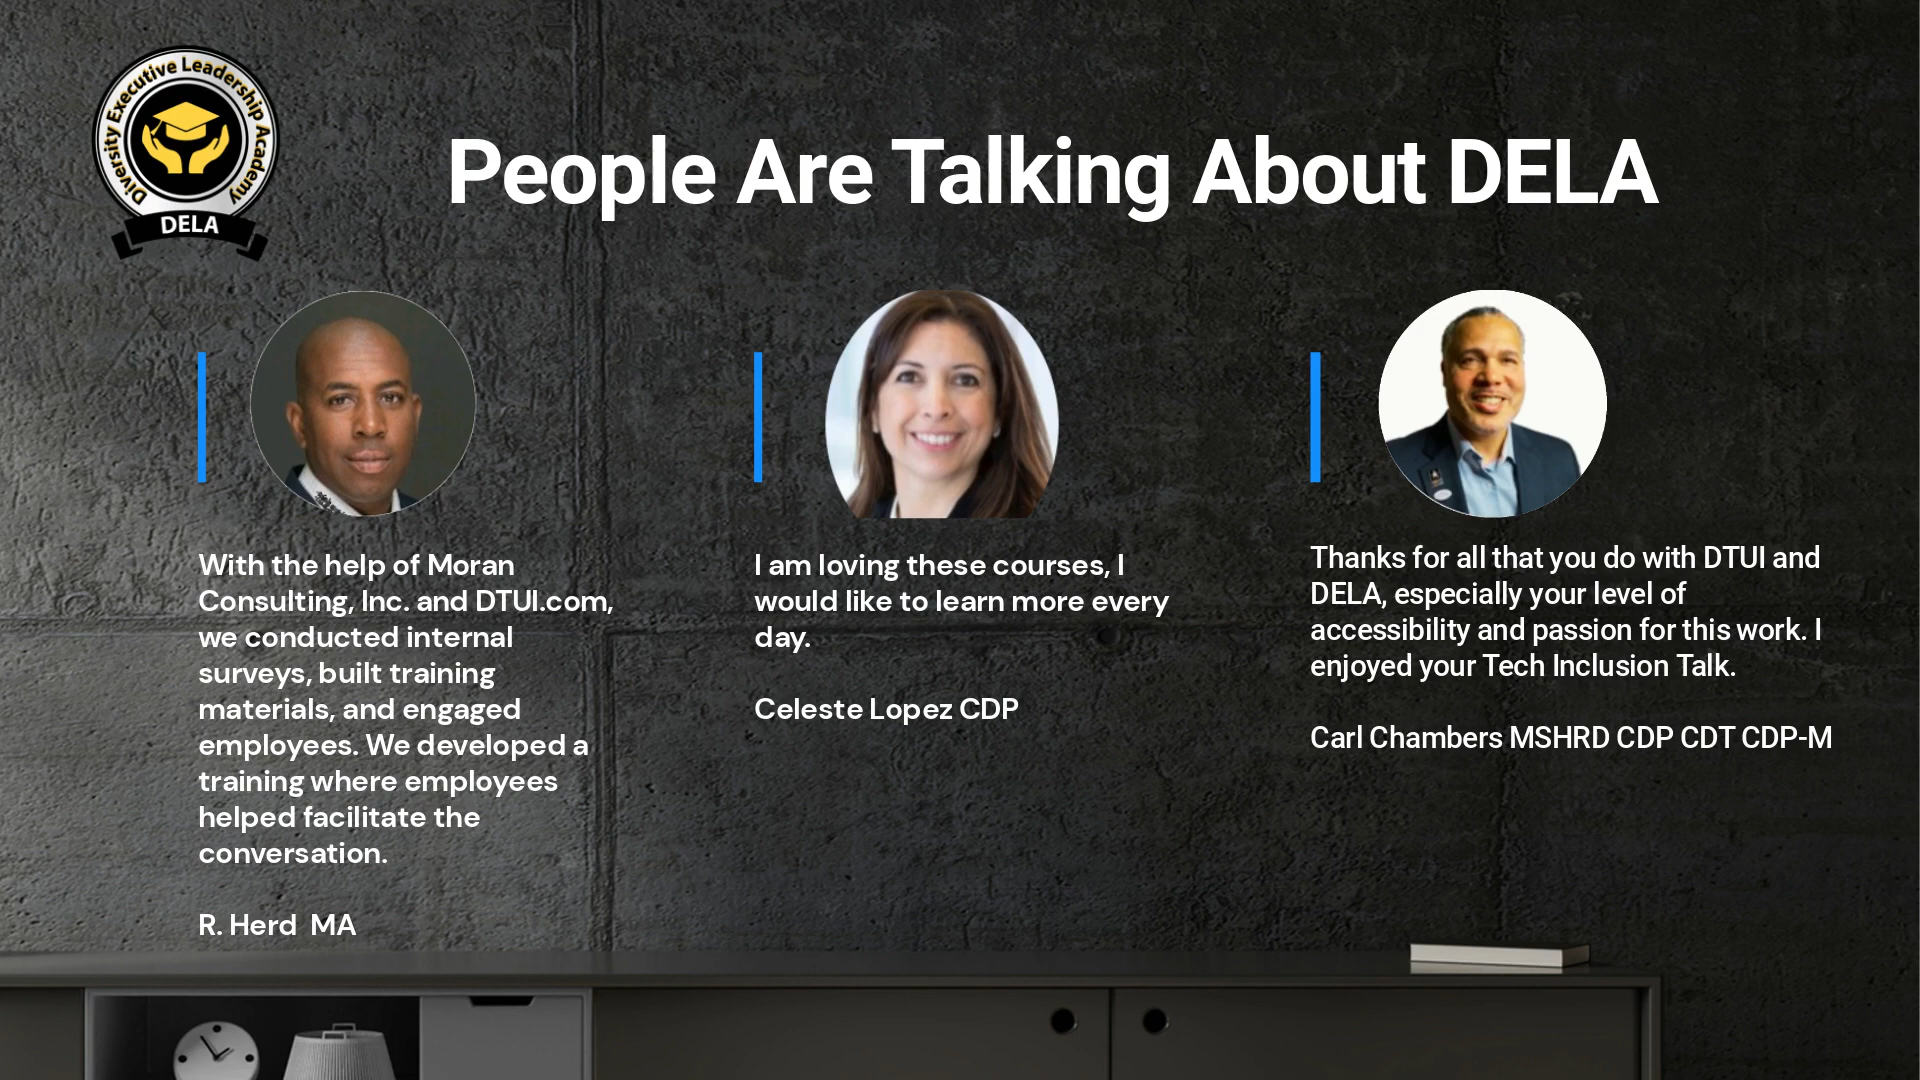 Diversity Executive Leadership Academy
DELA
People Are Talking About DELA
With the help of Moran
Consulting, Inc. and DTUI.com,
we conducted internal
surveys, built training
materials, and engaged
employees. We developed a
training where employees
helped facilitate the
conversation.
R. Herd  MA
I am loving these courses, I
would like to learn more every
day.
Celeste Lopez CDP
Thanks for all that you do with DTUI and
DELA, especially your level of
accessibility and passion for this work. I
enjoyed your Tech Inclusion Talk.
Carl Chambers MSHRD CDP CDT CDP-M